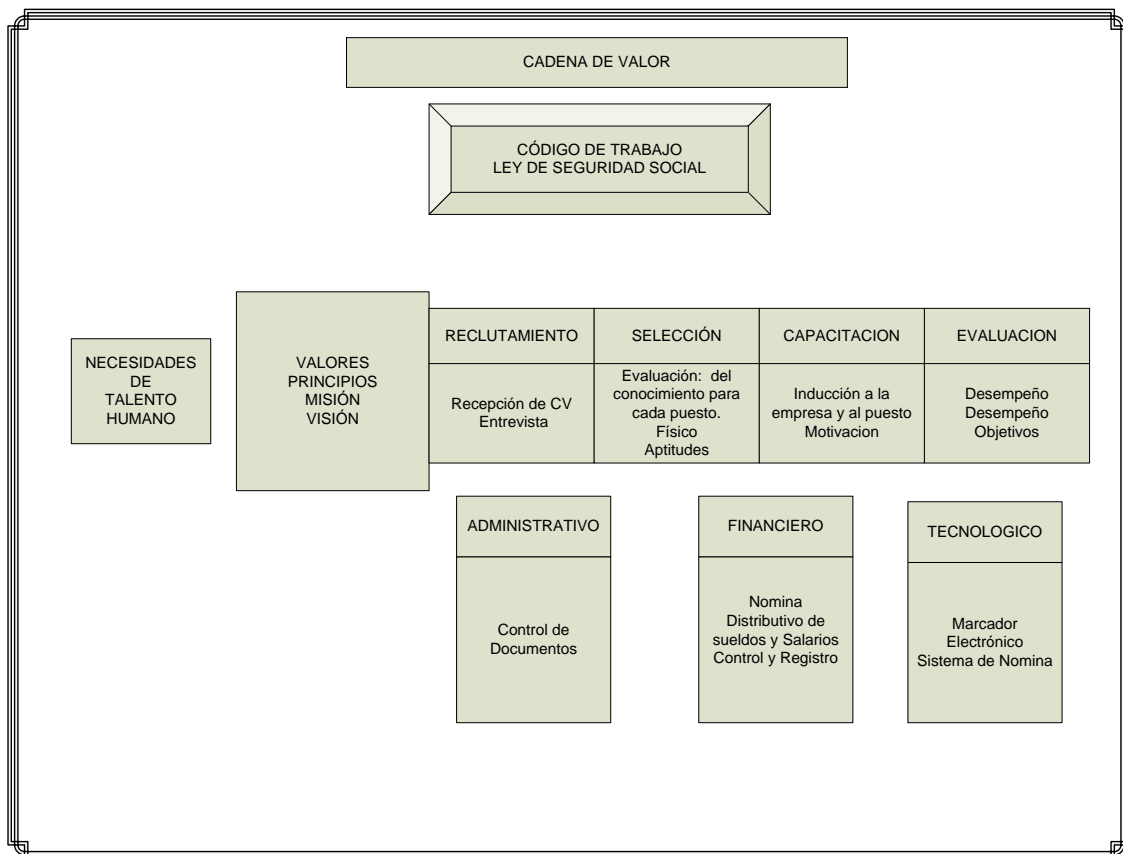 CADENA DE VALOR
CÓDIGO DE TRABAJO
LEY DE SEGURIDAD SOCIAL
NECESIDADES
DE
TALENTO
HUMANO
VALORES
PRINCIPIOS
MISIÓN
VISIÓN
RECLUTAMIENTO
Recepción de CV
Entrevista
SELECCIÓN
Evaluación: del
conocimiento para
cada puesto.
Físico
Aptitudes
CAPACITACION
Inducción a la
empresa y al puesto
Motivacion
EVALUACION
Desempeño
Desempeño
Objetivos
ADMINISTRATIVO
Control de
Documentos
FINANCIERO
Nomina
Distributivo de
sueldos y Salarios
Control y Registro
TECNOLOGICO
Marcador
Electrónico
Sistema de Nomina